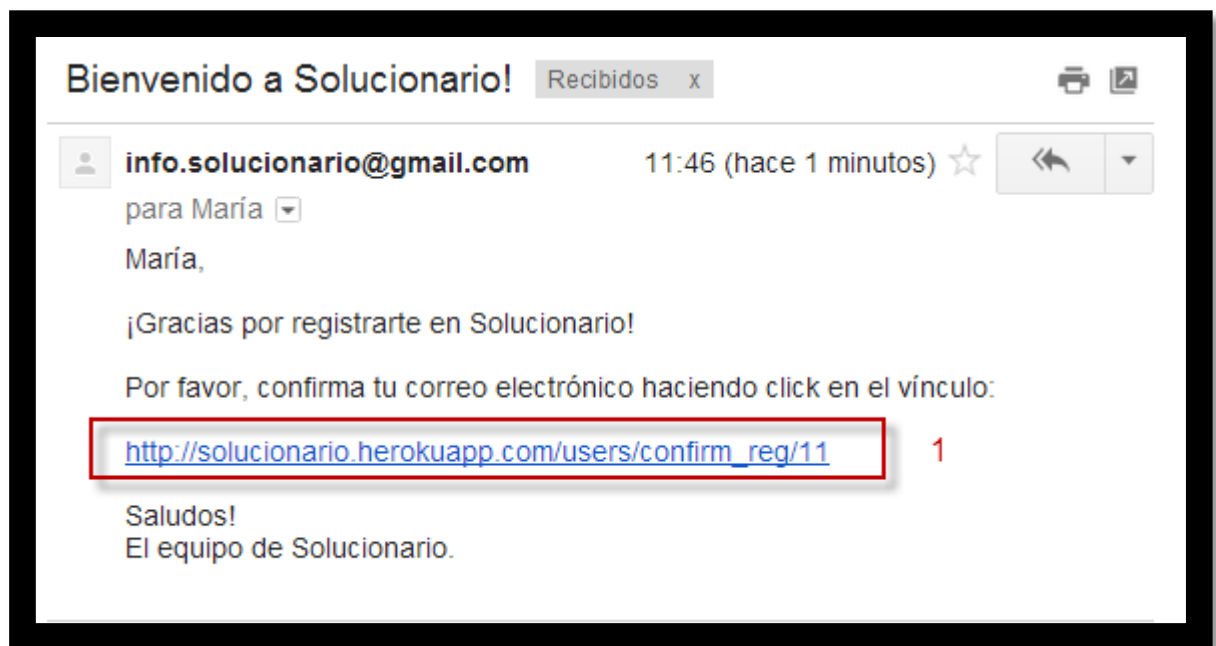 Bienvenido a Solucionario! Recibidos x
info.solucionario@gmail.com 11:46 (hace 1 minutos)
para María
María,
¡Gracias por registrarte en Solucionario!
Por favor, confirma tu correo electrónico haciendo click en el vínculo:
http://solucionario.herokuapp.com/users/confirm_reg/11 1
Saludos!
El equipo de Solucionario.